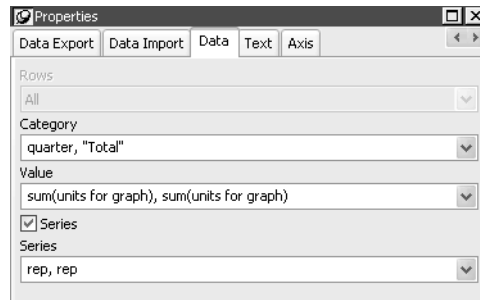 Properties
Data Export Data Import Data Text Axis
Rows
All
Category
quarter, "Total"
Value
sum(units for graph), sum(units for graph)
Series
Series
rep, rep